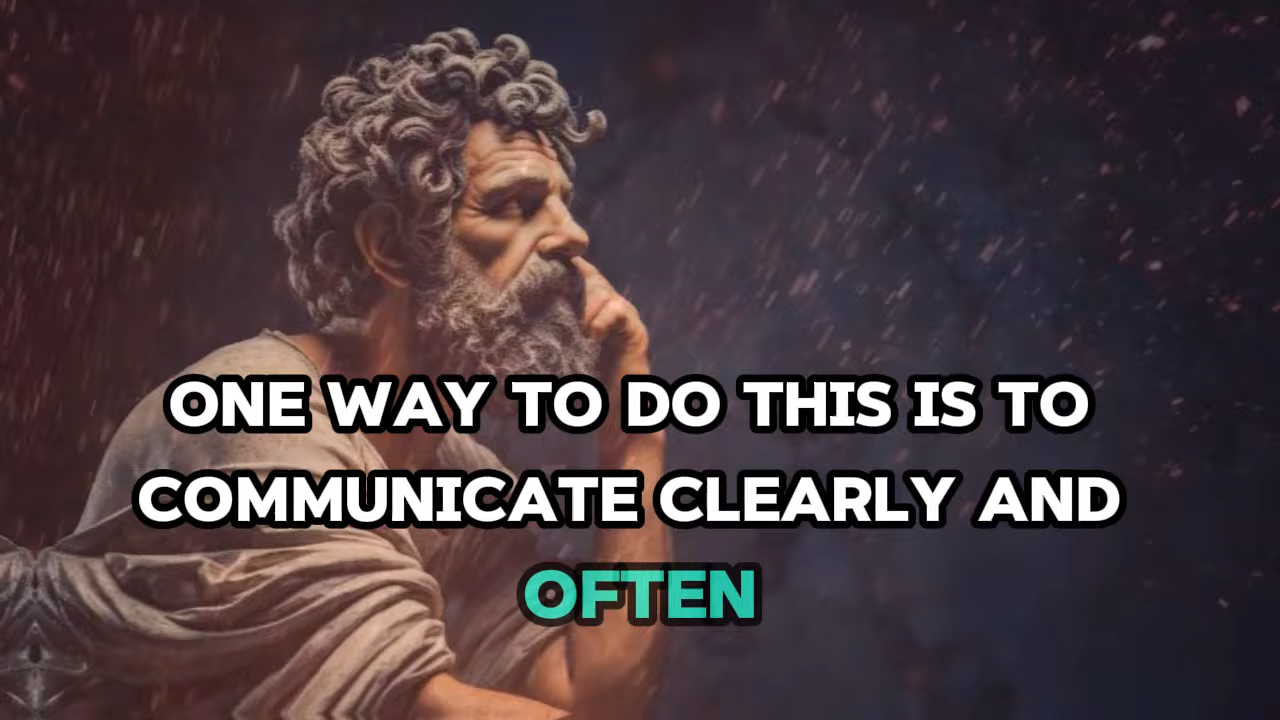 ONE WAY TO DO THIS IS TO
COMMUNICATE CLEARLY AND
OFTEN